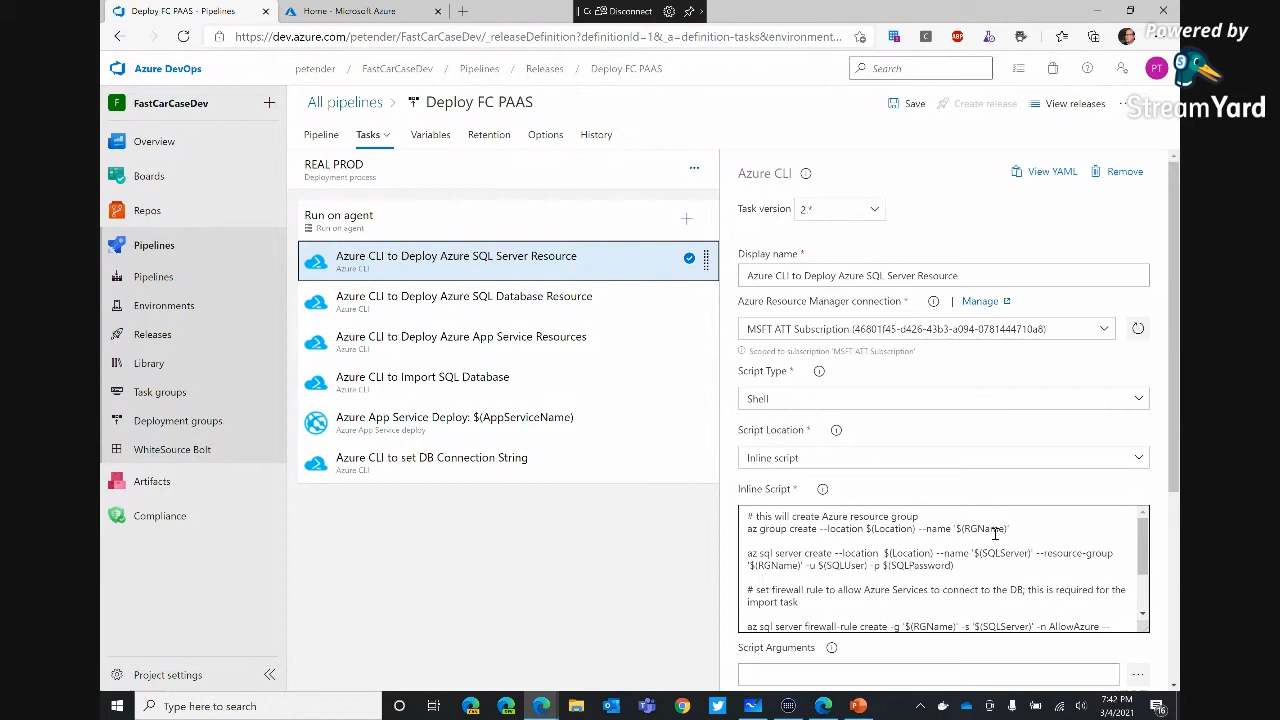 Deploy FC PAAS - Pipelines
Home - Microsoft Azure
Disconnect
https://dev.azure.com/petender/FastCarCaseDev/_releaseDefinition?definitionId=1&_a=definition-tasks&environment...
Powered by
StreamYard
Azure DevOps
petender / FastCarCaseDev / Releases / Deploy FC PAAS
Search
PT
FastCarCaseDev
All pipelines > Deploy FC PAAS
Save
Create release
View releases
Pipeline
Tasks
Variables
Retention
Options
History
Overview
Boards
Repos
Pipelines
Pipelines
Environments
Releases
Library
Task groups
Deployment groups
WhiteSource Bolt
Artifacts
Compliance
Project settings
REAL PROD
Deployment process
Run on agent
Run on agent
Azure CLI to Deploy Azure SQL Server Resource
Azure CLI
Azure CLI to Deploy Azure SQL Database Resource
Azure CLI
Azure CLI to Deploy Azure App Service Resources
Azure CLI
Azure CLI to Import SQL Database
Azure CLI
Azure App Service Deploy: $(AppServiceName)
Azure App Service deploy
Azure CLI to set DB Connection String
Azure CLI
Azure CLI
View YAML
Remove
Task version 2.*
Display name *
Azure CLI to Deploy Azure SQL Server Resource
Azure Resource Manager connection * | Manage
MSFT ATT Subscription (46801f45-d426-43b3-a094-0781444710a8)
Scoped to subscription 'MSFT ATT Subscription'
Script Type *
Shell
Script Location *
Inline script
Inline Script *
# this will create Azure resource group
az group create --location $(Location) --name '$(RGName)'
az sql server create --location $(Location) --name '$(SQLServer)' --resource-group
'$(RGName)' -u $(SQLUser) -p $(SQLPassword)
# set firewall rule to allow Azure Services to connect to the DB; this is required for the
import task
az sql server firewall-rule create -g '$(RGName)' -s '$(SQLServer)' -n AllowAzure --
Script Arguments
Type here to search
7:42 PM
3/4/2021